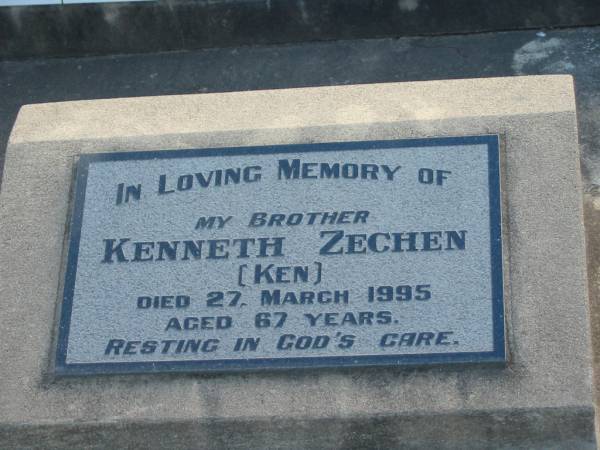 In Loving Memory of
my Brother
Kenneth Zechen
(Ken)
died 27. March 1995
aged 67 years.
Resting in God's care.